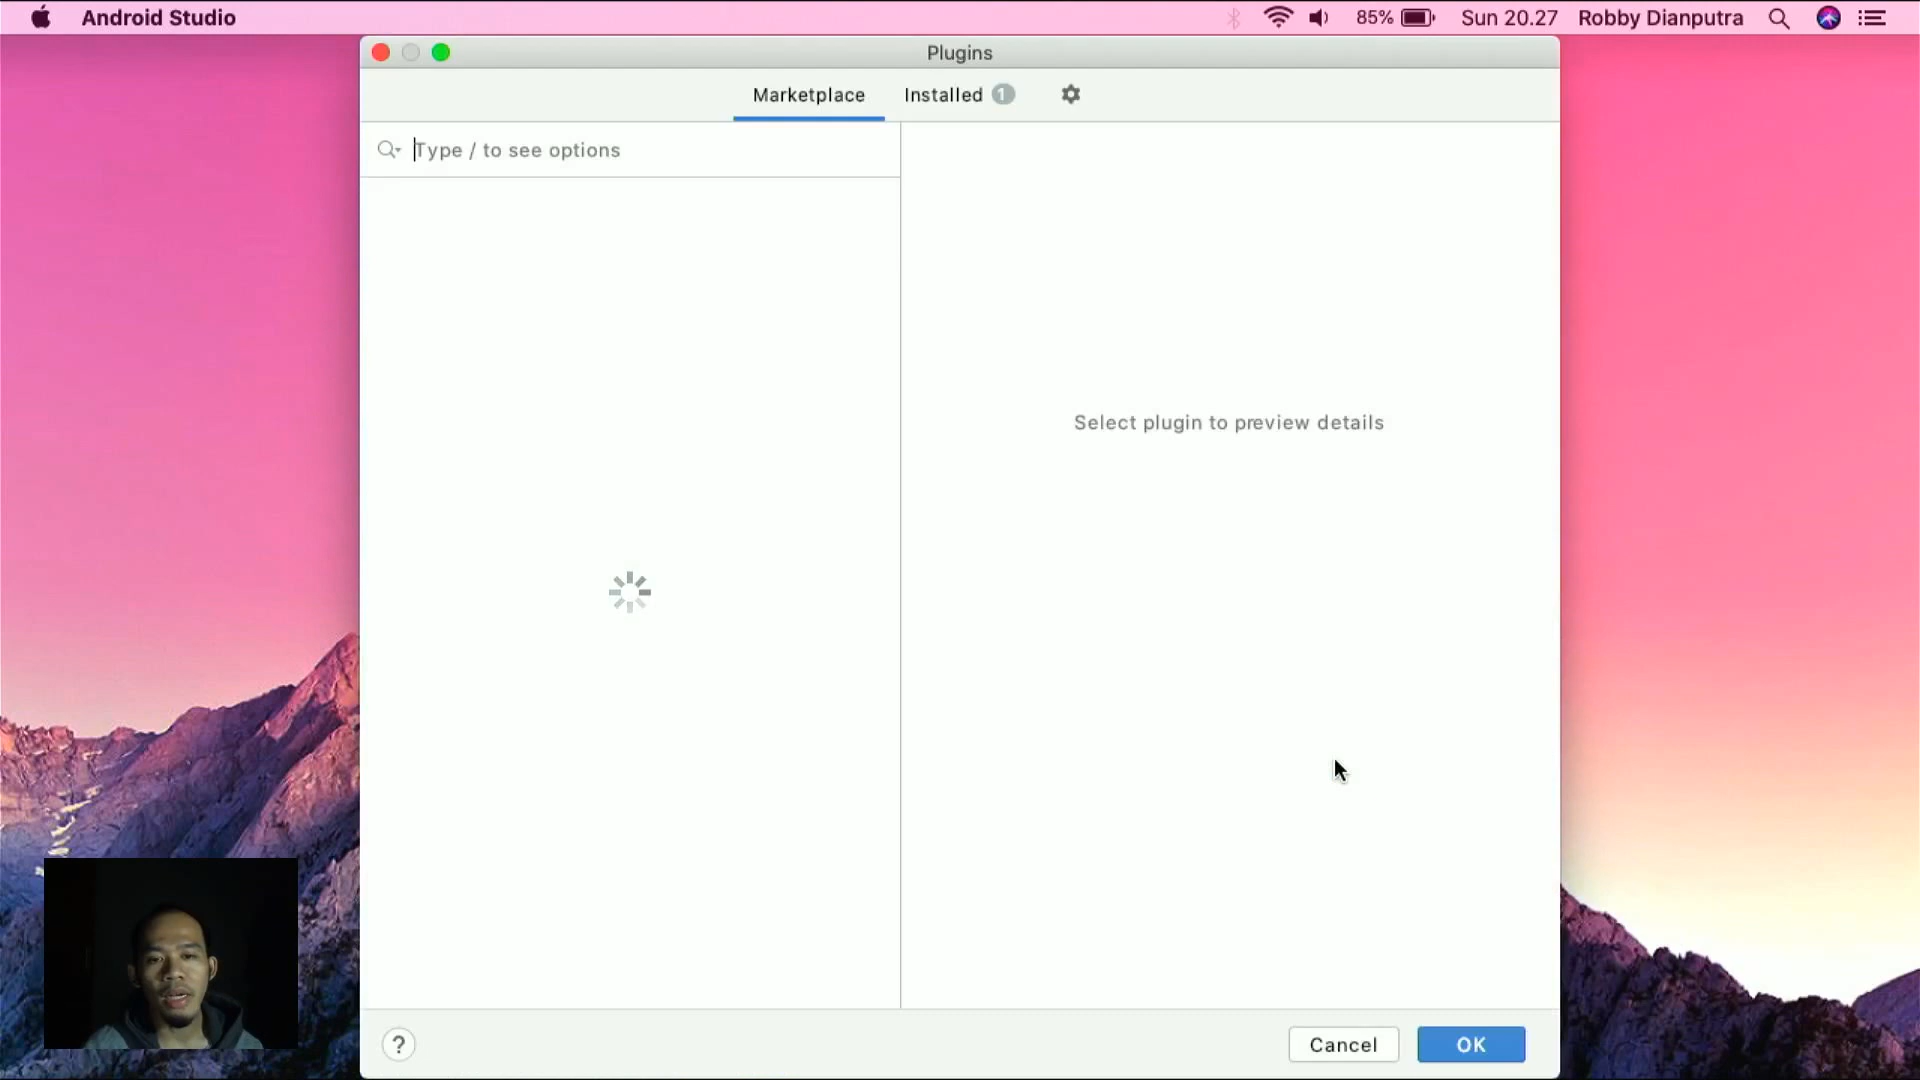 Android Studio
85%
Sun 20.27
Robby Dianputra
Plugins
Marketplace
Installed 1
Type / to see options
Select plugin to preview details
?
Cancel
OK